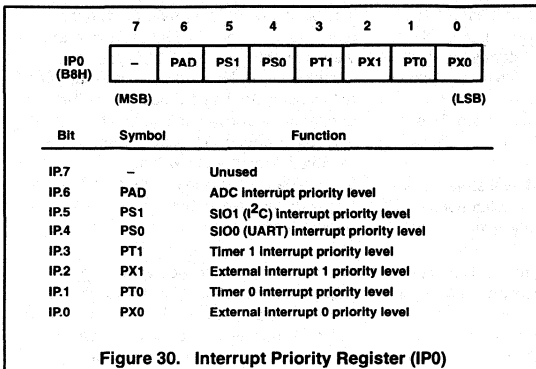 7 6 5 4 3 2 1 0
IP0 – PAD PS1 PS0 PT1 PX1 PT0 PX0
(B8H)
(MSB) (LSB)
Bit Symbol Function
IP.7 – Unused
IP.6 PAD ADC interrupt priority level
IP.5 PS1 SIO1 (I²C) interrupt priority level
IP.4 PS0 SIO0 (UART) interrupt priority level
IP.3 PT1 Timer 1 interrupt priority level
IP.2 PX1 External interrupt 1 priority level
IP.1 PT0 Timer 0 interrupt priority level
IP.0 PX0 External interrupt 0 priority level
Figure 30. Interrupt Priority Register (IP0)